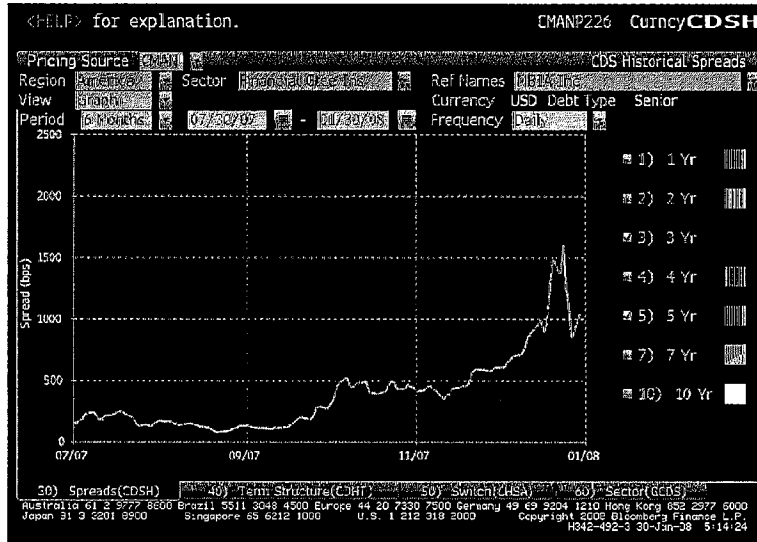 <HELP> for explanation. CMANP226 Curncy CDSH
Pricing Source CDS Historical Spreads
Region Sector Ref Names
View Currency USD Debt Type Senior
Period 6 Months 07/30/07 - 01/30/08 Frequency Daily
2500
2000
1500
1000
500
0
Spread (bps)
07/07 09/07 11/07 01/08
1) 1 Yr
2) 2 Yr
3) 3 Yr
4) 4 Yr
5) 5 Yr
7) 7 Yr
10) 10 Yr
30) Spreads(CDSH) 40) Term Structure(CDHT) 50) Switch(CHSA) 60) Sector(GCDS)
Australia 61 2 9777 8600 Brazil 5511 3048 4500 Europe 44 20 7330 7500 Germany 49 69 9204 1210 Hong Kong 852 2977 6000
Japan 81 3 3201 8900 Singapore 65 6212 1000 U.S. 1 212 318 2000 Copyright 2008 Bloomberg Finance L.P.
H342-492-3 30-Jan-08 5:14:24